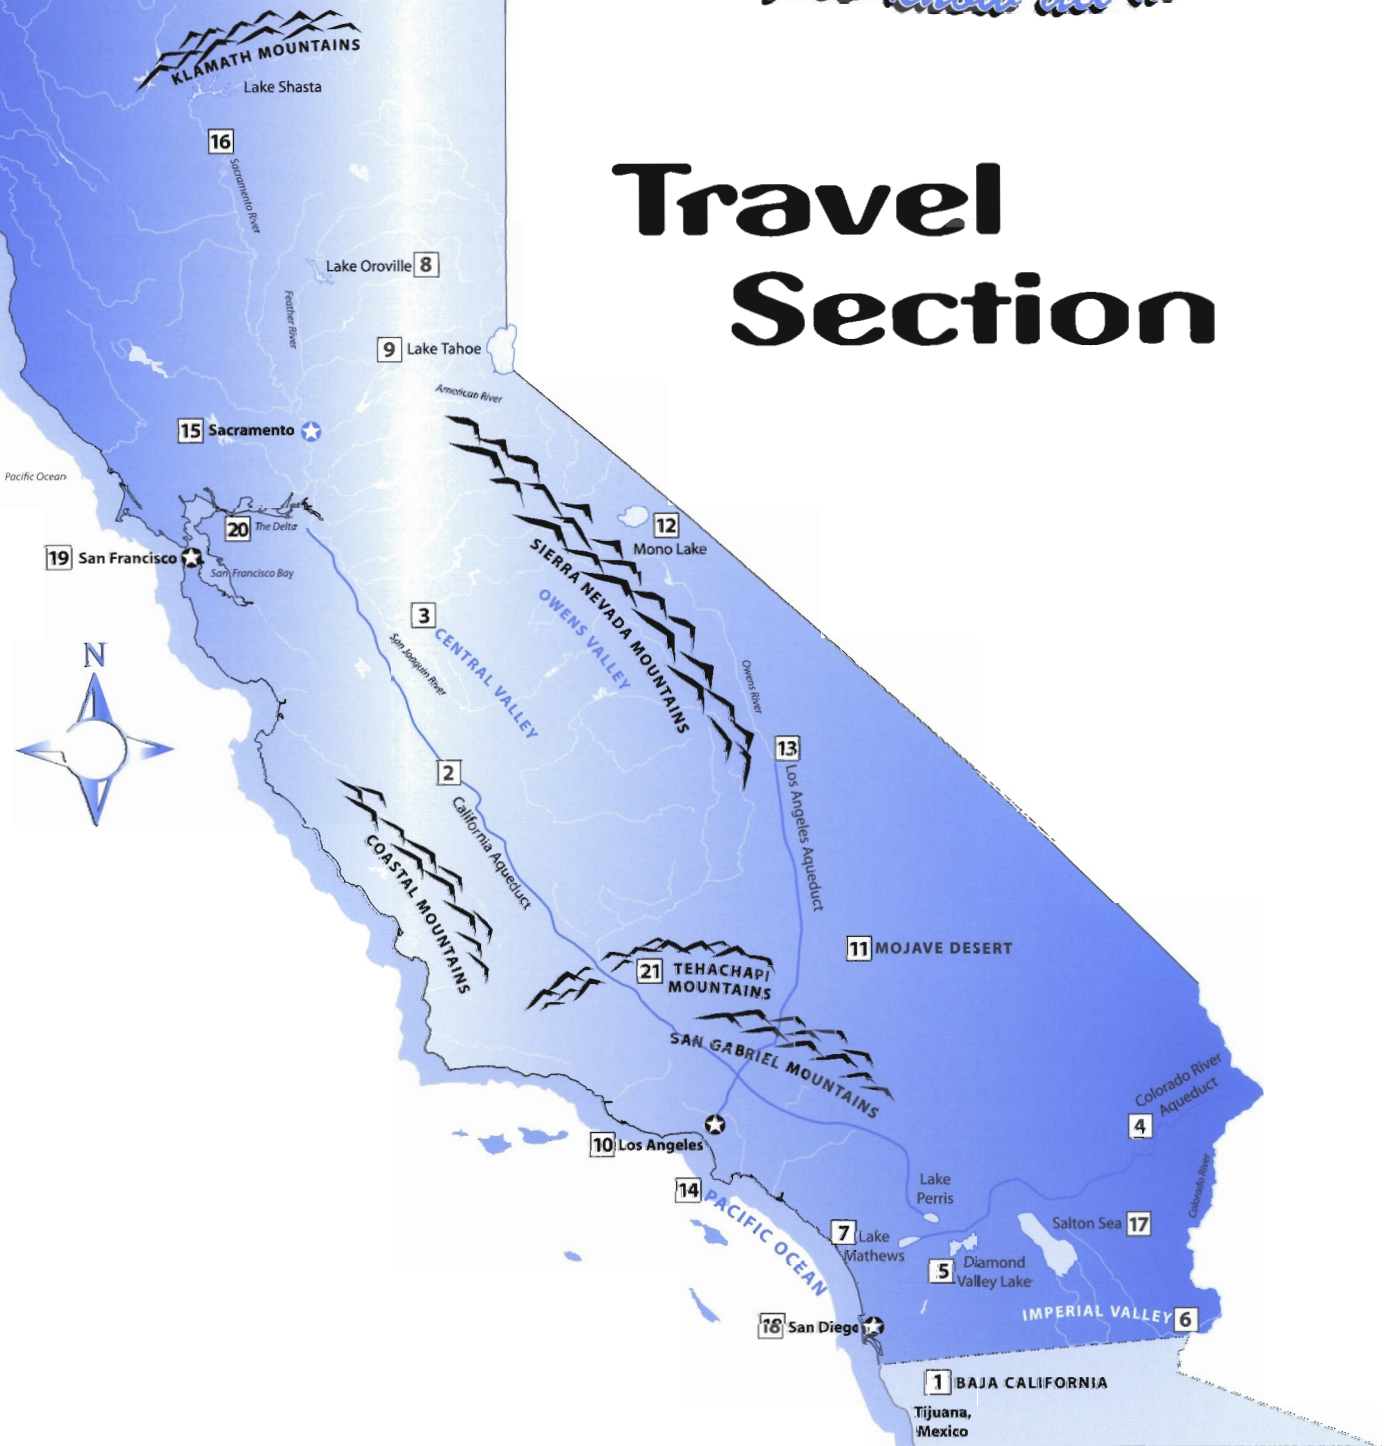 Travel
Section
KLAMATH MOUNTAINS
Lake Shasta
16
Sacramento River
Lake Oroville 8
Feather River
9 Lake Tahoe
American River
15 Sacramento
Pacific Ocean
20 The Delta
12
Mono Lake
19 San Francisco
San Francisco Bay
SIERRA NEVADA MOUNTAINS
OWENS VALLEY
3
CENTRAL VALLEY
San Joaquin River
N
Owens River
13
Los Angeles Aqueduct
2
California Aqueduct
COASTAL MOUNTAINS
11 MOJAVE DESERT
21 TEHACHAPI
MOUNTAINS
SAN GABRIEL MOUNTAINS
Colorado River
Aqueduct
4
10 Los Angeles
14 PACIFIC OCEAN
Lake
Perris
Colorado River
Salton Sea 17
7 Lake
Mathews
5 Diamond
Valley Lake
IMPERIAL VALLEY 6
18 San Diego
1 BAJA CALIFORNIA
Tijuana,
Mexico